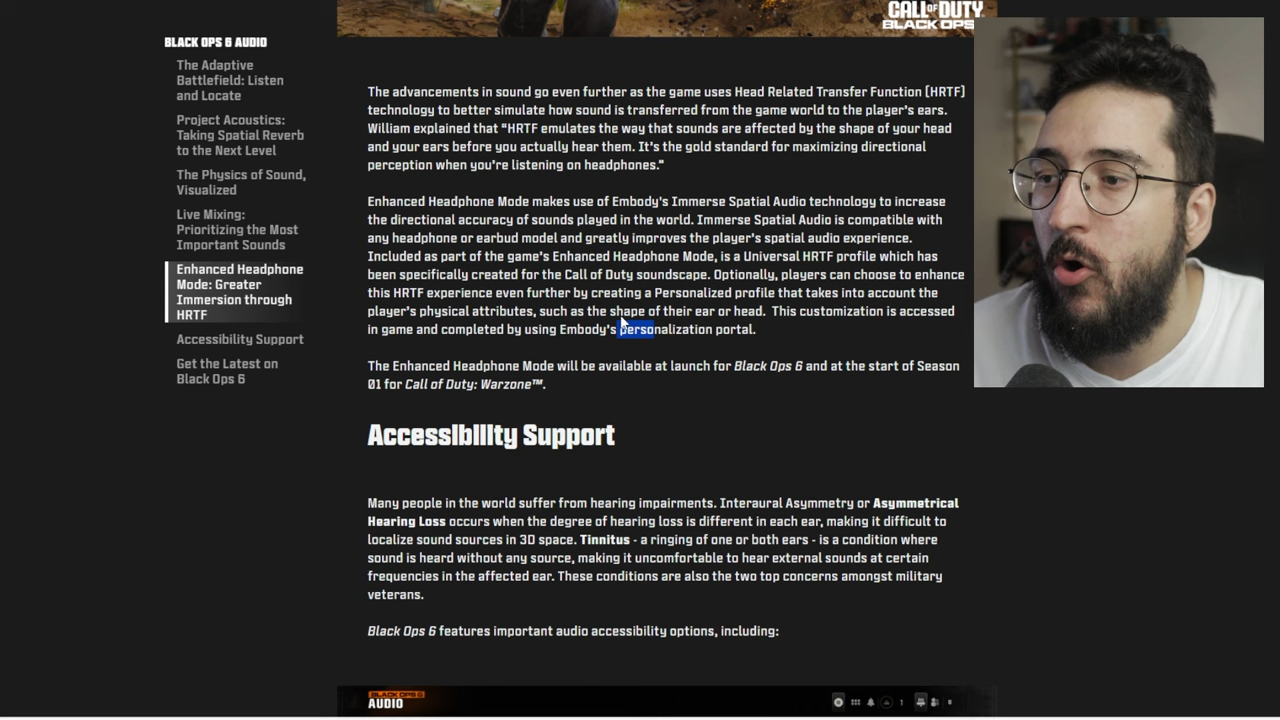 CALL OF DUTY
BLACK OPS
BLACK OPS 6 AUDIO
The Adaptive
Battlefield: Listen
and Locate
Project Acoustics:
Taking Spatial Reverb
to the Next Level
The Physics of Sound,
Visualized
Live Mixing:
Prioritizing the Most
Important Sounds
Enhanced Headphone
Mode: Greater
Immersion through
HRTF
Accessibility Support
Get the Latest on
Black Ops 6
The advancements in sound go even further as the game uses Head Related Transfer Function (HRTF)
technology to better simulate how sound is transferred from the game world to the player's ears.
William explained that "HRTF emulates the way that sounds are affected by the shape of your head
and your ears before you actually hear them. It's the gold standard for maximizing directional
perception when you're listening on headphones."
Enhanced Headphone Mode makes use of Embody's Immerse Spatial Audio technology to increase
the directional accuracy of sounds played in the world. Immerse Spatial Audio is compatible with
any headphone or earbud model and greatly improves the player's spatial audio experience.
Included as part of the game's Enhanced Headphone Mode, is a Universal HRTF profile which has
been specifically created for the Call of Duty soundscape. Optionally, players can choose to enhance
this HRTF experience even further by creating a Personalized profile that takes into account the
player's physical attributes, such as the shape of their ear or head. This customization is accessed
in game and completed by using Embody's personalization portal.
The Enhanced Headphone Mode will be available at launch for Black Ops 6 and at the start of Season
01 for Call of Duty: Warzone™.
Accessibility Support
Many people in the world suffer from hearing impairments. Interaural Asymmetry or Asymmetrical
Hearing Loss occurs when the degree of hearing loss is different in each ear, making it difficult to
localize sound sources in 3D space. Tinnitus - a ringing of one or both ears - is a condition where
sound is heard without any source, making it uncomfortable to hear external sounds at certain
frequencies in the affected ear. These conditions are also the two top concerns amongst military
veterans.
Black Ops 6 features important audio accessibility options, including:
BLACK OPS 6
AUDIO